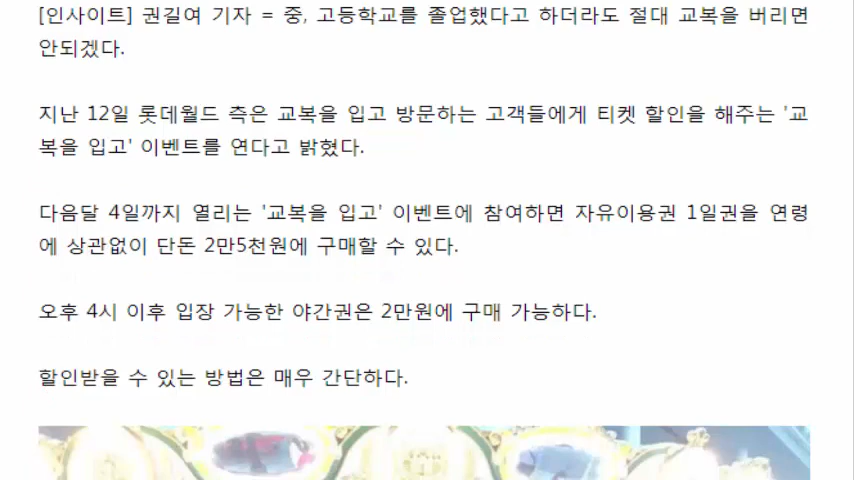 [인사이트] 권길여 기자 = 중, 고등학교를 졸업했다고 하더라도 절대 교복을 버리면
안되겠다.
지난 12일 롯데월드 측은 교복을 입고 방문하는 고객들에게 티켓 할인을 해주는 '교
복을 입고' 이벤트를 연다고 밝혔다.
다음달 4일까지 열리는 '교복을 입고' 이벤트에 참여하면 자유이용권 1일권을 연령
에 상관없이 단돈 2만5천원에 구매할 수 있다.
오후 4시 이후 입장 가능한 야간권은 2만원에 구매 가능하다.
할인받을 수 있는 방법은 매우 간단하다.